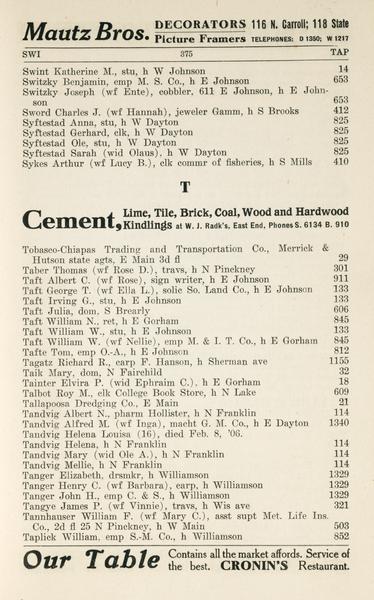 Mautz Bros. DECORATORS 116 N. Carroll; 118 State
Picture Framers TELEPHONES: D 1350; W 1217
SWI 375 TAP
Swint Katherine M., stu, h W Johnson 14
Switzky Benjamin, emp M. S. Co., h E Johnson 653
Switzky Joseph (wf Ente), cobbler, 611 E Johnson, h E John-
son 653
Sword Charles J. (wf Hannah), jeweler Gamm, h S Brooks 412
Syftestad Anna, stu, h W Dayton 825
Syftestad Gerhard, clk, h W Dayton 825
Syftestad Ole, stu, h W Dayton 825
Syftestad Sarah (wid Olaus), h W Dayton 825
Sykes Arthur (wf Lucy B.), clk commr of fisheries, h S Mills 410
T
Cement, Lime, Tile, Brick, Coal, Wood and Hardwood
Kindlings at W. J. Radk's, East End, Phones S. 6134 B. 910
Tobasco-Chiapas Trading and Transportation Co., Merrick &
Hutson state agts, E Main 3d fl 29
Taber Thomas (wf Rose D.), travs, h N Pinckney 301
Taft Albert C. (wf Rose), sign writer, h E Johnson 911
Taft George T. (wf Ella L.), solic So. Land Co., h E Johnson 133
Taft Irving G., stu, h E Johnson 133
Taft Julia, dom, S Brearly 606
Taft William N., ret, h E Gorham 845
Taft William W., stu, h E Johnson 133
Taft William W. (wf Nellie), emp M. & I. T. Co., h E Gorham 845
Tafte Tom, emp O.-A., h E Johnson 812
Tagatz Richard R., carp F. Hanson, h Sherman ave 1155
Taik Mary, dom, N Fairchild 32
Tainter Elvira P. (wid Ephraim C.), h E Gorham 18
Talbot Roy M., clk College Book Store, h N Lake 609
Tallapoosa Dredging Co., E Main 21
Tandvig Albert N., pharm Hollister, h N Franklin 114
Tandvig Alfred M. (wf Inga), macht G. M. Co., h E Dayton 1340
Tandvig Helena Louisa (16), died Feb. 8, '06.
Tandvig Helena, h N Franklin 114
Tandvig Mary (wid Ole A.), h N Franklin 114
Tandvig Mellie, h N Franklin 114
Tanger Elizabeth, drsmkr, h Williamson 1329
Tanger Henry C. (wf Barbara), carp, h Williamson 1329
Tanger John H., emp C. & S., h Williamson 1329
Tangye James P. (wf Vinnie), travs, h Wis ave 321
Tannhauser William F. (wf Mary C.), asst supt Met. Life Ins.
Co., 2d fl 25 N Pinckney, h W Main 503
Taplick William, emp S.-M. Co., h Williamson 852
Our Table Contains all the market affords. Service of
the best. CRONIN'S Restaurant.